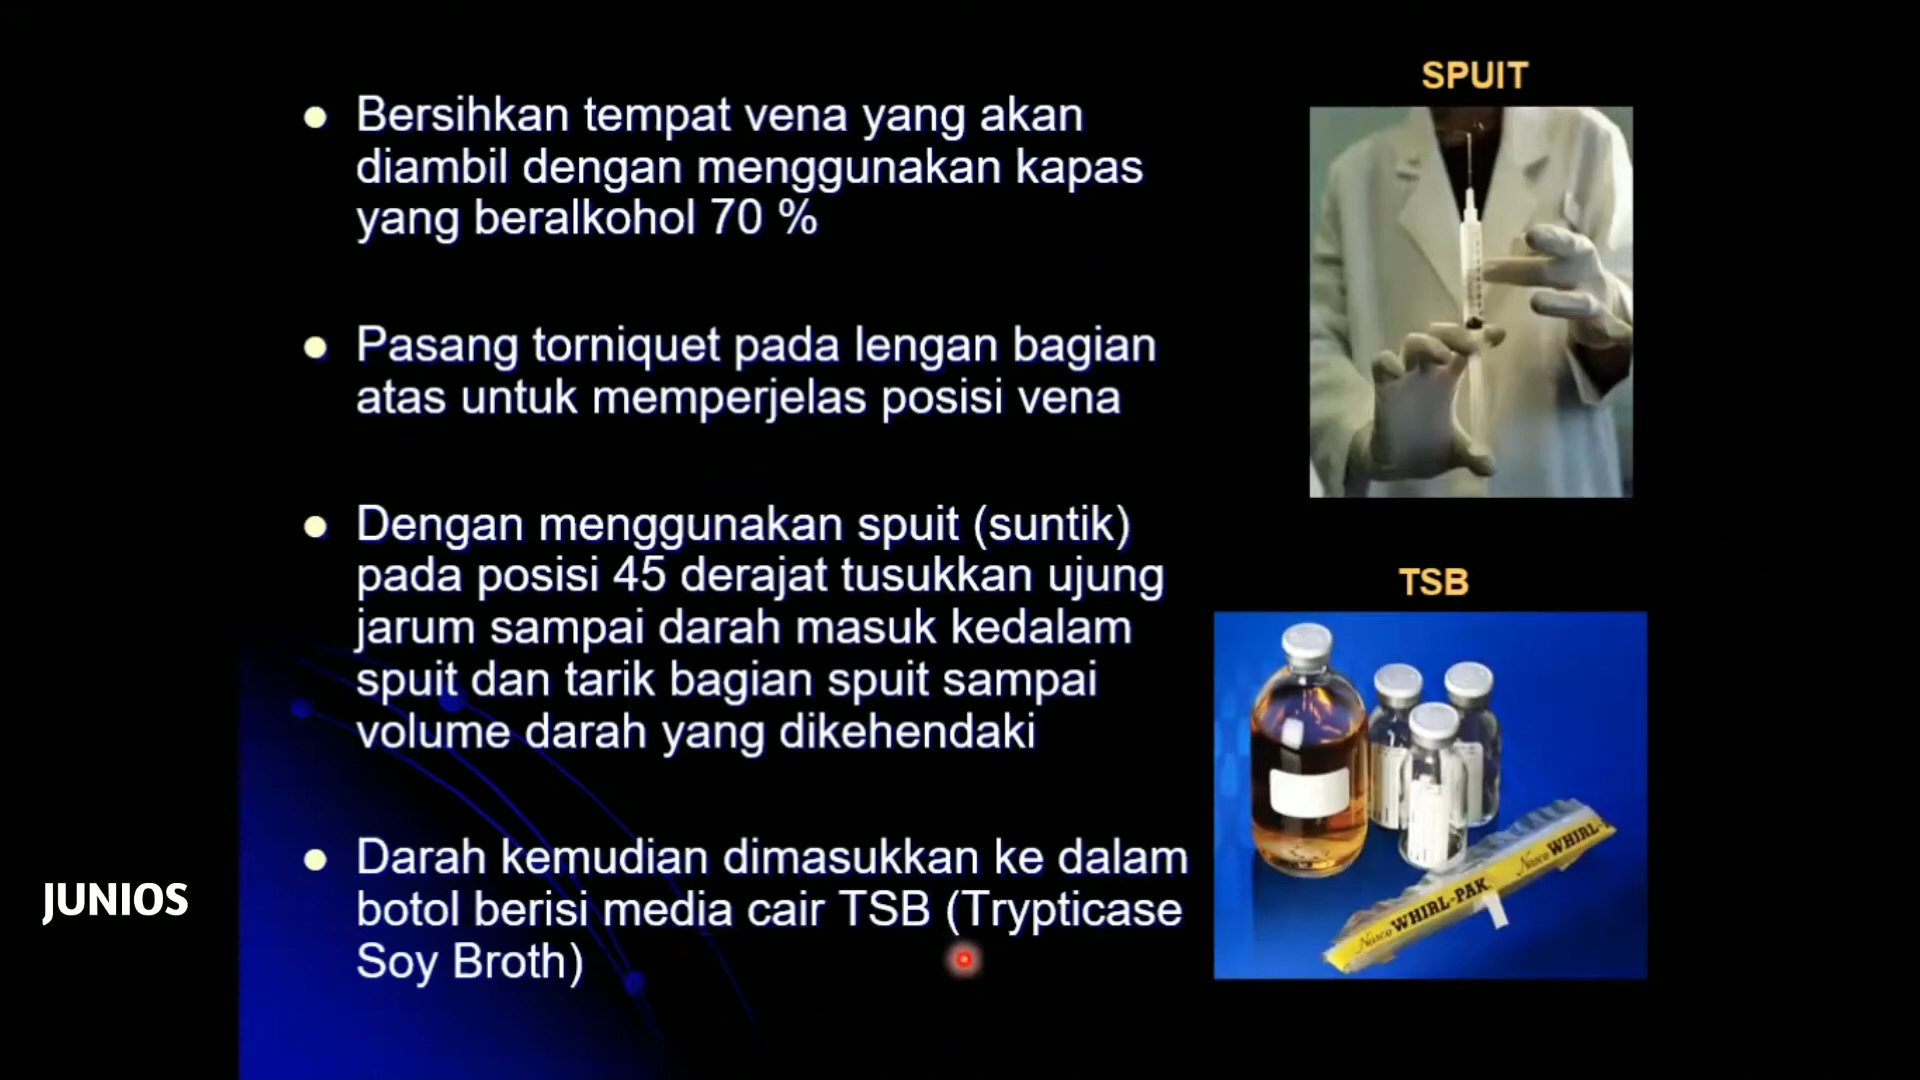 Bersihkan tempat vena yang akan
diambil dengan menggunakan kapas
yang beralkohol 70 %
Pasang torniquet pada lengan bagian
atas untuk memperjelas posisi vena
Dengan menggunakan spuit (suntik)
pada posisi 45 derajat tusukkan ujung
jarum sampai darah masuk kedalam
spuit dan tarik bagian spuit sampai
volume darah yang dikehendaki
Darah kemudian dimasukkan ke dalam
botol berisi media cair TSB (Trypticase
Soy Broth)
SPUIT
TSB
Nasco WHIRL-PAK
Nasco WHIRL-
JUNIOS